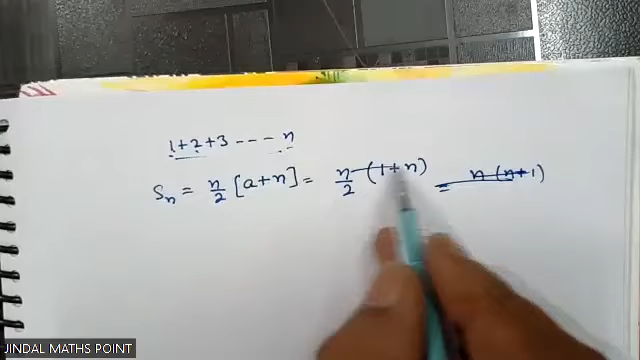 1+2+3 --- n
Sn = n/2 [a+n] = n/2 (1+n) = n(n+1)
JINDAL MATHS POINT